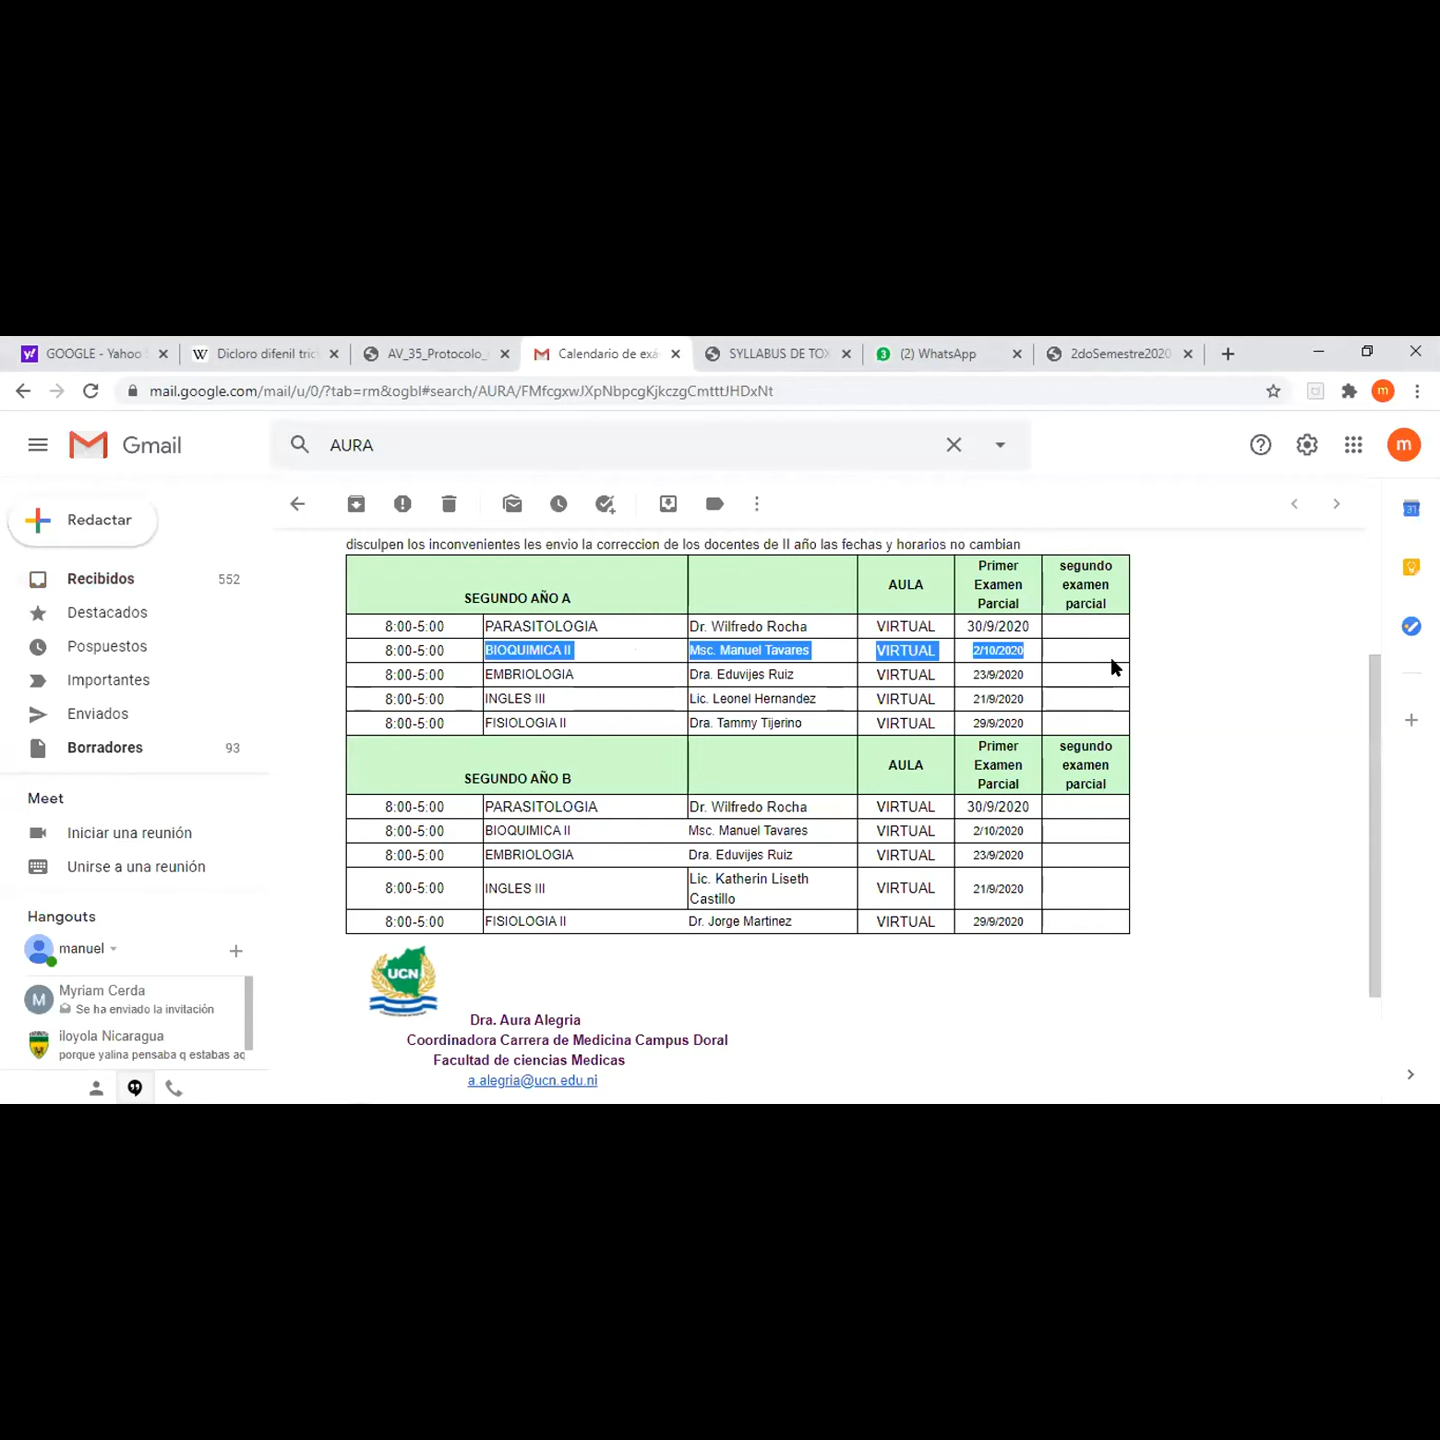 GOOGLE - Yahoo
Dicloro difenil tric
AV_35_Protocolo_
Calendario de exá
SYLLABUS DE TOX
(2) WhatsApp
2doSemestre2020
mail.google.com/mail/u/0/?tab=rm&ogbl#search/AURA/FMfcgxwJXpNbpcgKjkczgCmtttJHDxNt
m
Gmail
AURA
m
Redactar
Recibidos 552
Destacados
Pospuestos
Importantes
Enviados
Borradores 93
Meet
Iniciar una reunión
Unirse a una reunión
Hangouts
manuel
M
Myriam Cerda
Se ha enviado la invitación
iloyola Nicaragua
porque yalina pensaba q estabas aq
disculpen los inconvenientes les envio la correccion de los docentes de II año las fechas y horarios no cambian
SEGUNDO AÑO A AULA Primer Examen Parcial segundo examen parcial
8:00-5:00 PARASITOLOGIA Dr. Wilfredo Rocha VIRTUAL 30/9/2020
8:00-5:00 BIOQUIMICA II Msc. Manuel Tavares VIRTUAL 2/10/2020
8:00-5:00 EMBRIOLOGIA Dra. Eduvijes Ruiz VIRTUAL 23/9/2020
8:00-5:00 INGLES III Lic. Leonel Hernandez VIRTUAL 21/9/2020
8:00-5:00 FISIOLOGIA II Dra. Tammy Tijerino VIRTUAL 29/9/2020
SEGUNDO AÑO B AULA Primer Examen Parcial segundo examen parcial
8:00-5:00 PARASITOLOGIA Dr. Wilfredo Rocha VIRTUAL 30/9/2020
8:00-5:00 BIOQUIMICA II Msc. Manuel Tavares VIRTUAL 2/10/2020
8:00-5:00 EMBRIOLOGIA Dra. Eduvijes Ruiz VIRTUAL 23/9/2020
8:00-5:00 INGLES III Lic. Katherin Liseth Castillo VIRTUAL 21/9/2020
8:00-5:00 FISIOLOGIA II Dr. Jorge Martinez VIRTUAL 29/9/2020
UCN
Dra. Aura Alegria
Coordinadora Carrera de Medicina Campus Doral
Facultad de ciencias Medicas
a.alegria@ucn.edu.ni